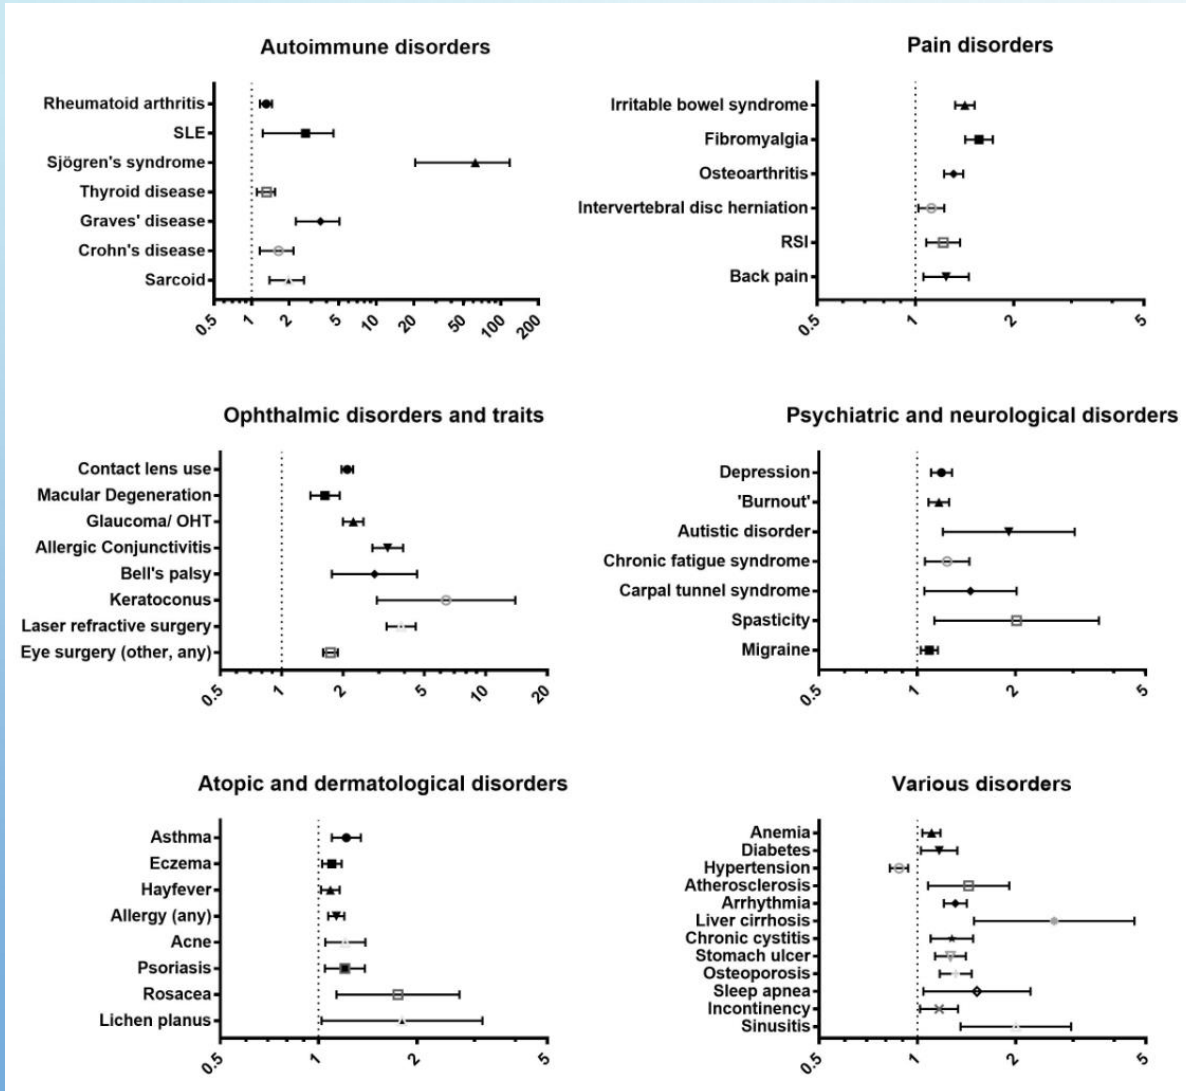 Autoimmune disorders
Rheumatoid arthritis
SLE
Sjögren's syndrome
Thyroid disease
Graves' disease
Crohn's disease
Sarcoid
0.5 1 2 5 10 20 50 100 200
Pain disorders
Irritable bowel syndrome
Fibromyalgia
Osteoarthritis
Intervertebral disc herniation
RSI
Back pain
0.5 1 2 5
Ophthalmic disorders and traits
Contact lens use
Macular Degeneration
Glaucoma/ OHT
Allergic Conjunctivitis
Bell's palsy
Keratoconus
Laser refractive surgery
Eye surgery (other, any)
0.5 1 2 5 10 20
Psychiatric and neurological disorders
Depression
'Burnout'
Autistic disorder
Chronic fatigue syndrome
Carpal tunnel syndrome
Spasticity
Migraine
0.5 1 2 5
Atopic and dermatological disorders
Asthma
Eczema
Hayfever
Allergy (any)
Acne
Psoriasis
Rosacea
Lichen planus
0.5 1 2 5
Various disorders
Anemia
Diabetes
Hypertension
Atherosclerosis
Arrhythmia
Liver cirrhosis
Chronic cystitis
Stomach ulcer
Osteoporosis
Sleep apnea
Incontinency
Sinusitis
0.5 1 2 5